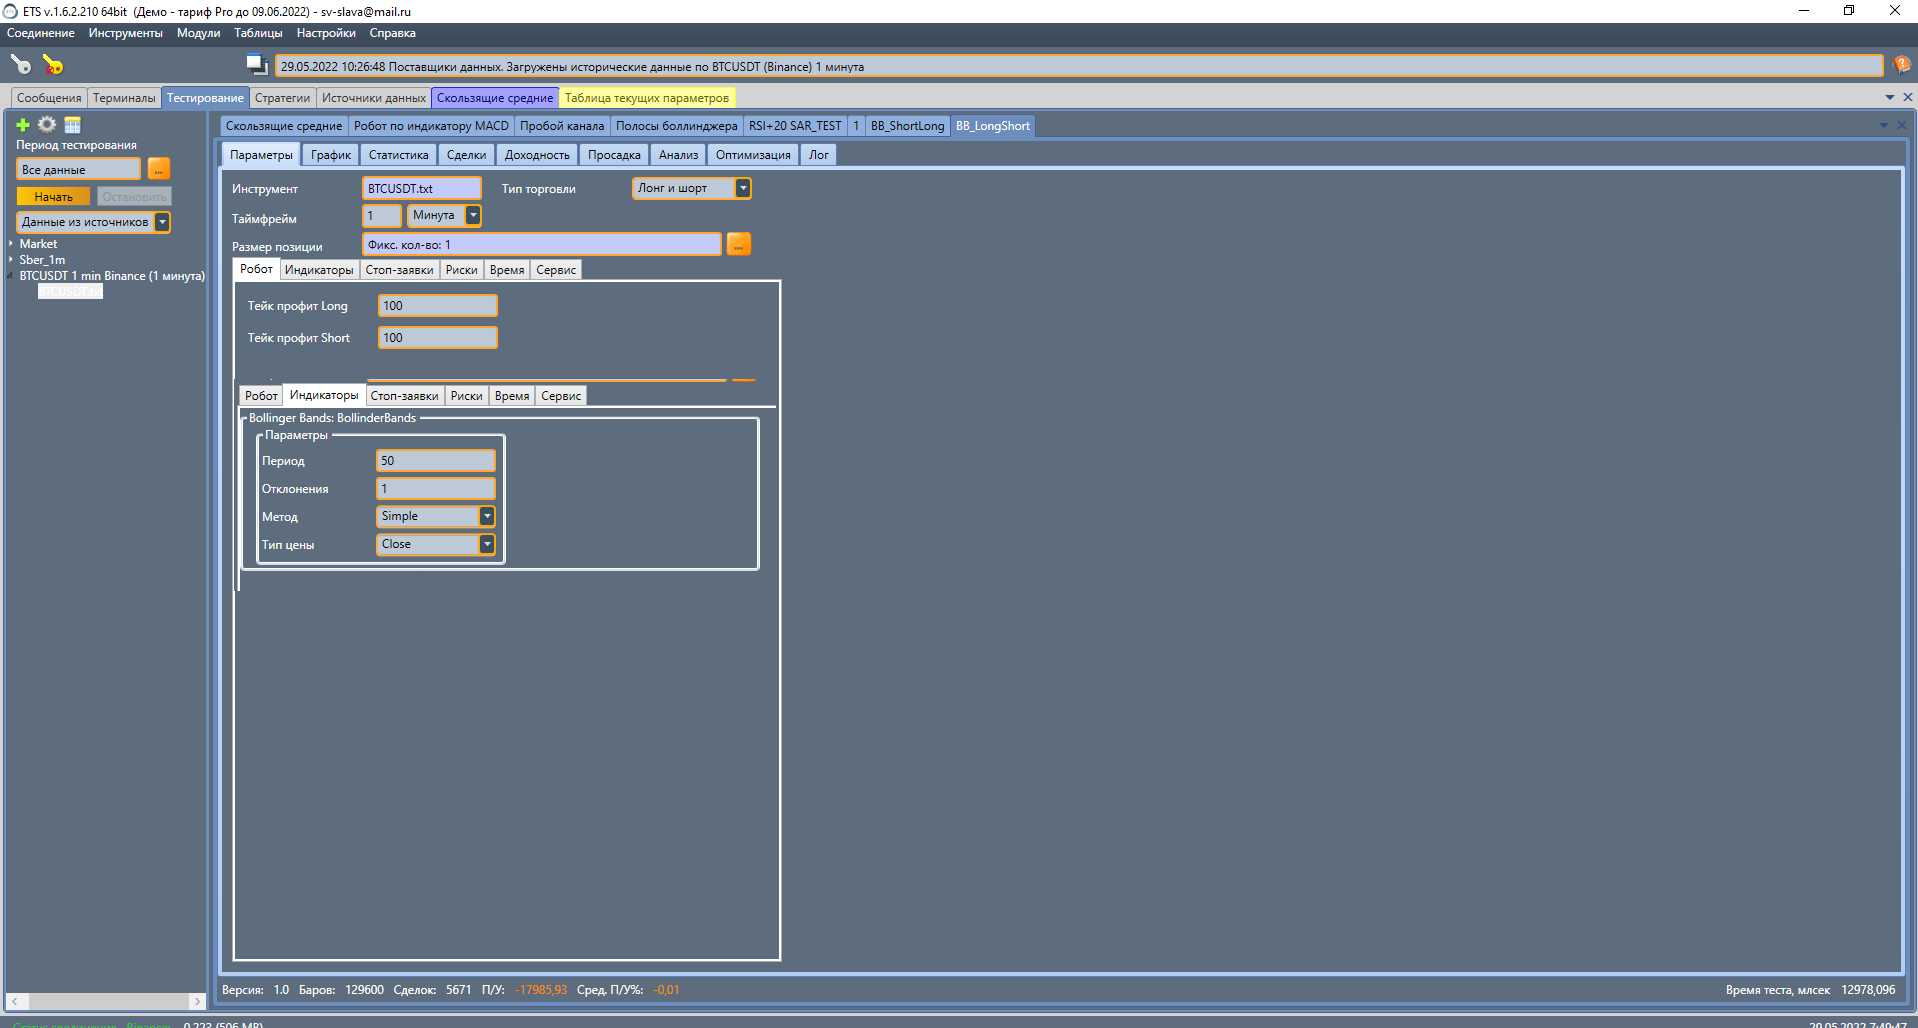 ETS v.1.6.2.210 64bit  (Демо - тариф Pro до 09.06.2022) - sv-slava@mail.ru
Соединение Инструменты Модули Таблицы Настройки Справка
29.05.2022 10:26:48 Поставщики данных. Загружены исторические данные по BTCUSDT (Binance) 1 минута
Сообщения Терминалы Тестирование Стратегии Источники данных Скользящие средние Таблица текущих параметров
Период тестирования
Все данные ...
Начать Остановить
Данные из источников
Market
Sber_1m
BTCUSDT 1 min Binance (1 минута)
BTCUSDT.txt
Скользящие средние Робот по индикатору MACD Пробой канала Полосы боллинджера RSI+20 SAR_TEST 1 BB_ShortLong BB_LongShort
Параметры График Статистика Сделки Доходность Просадка Анализ Оптимизация Лог
Инструмент BTCUSDT.txt Тип торговли Лонг и шорт
Таймфрейм 1 Минута
Размер позиции Фикс. кол-во: 1 ...
Робот Индикаторы Стоп-заявки Риски Время Сервис
Тейк профит Long 100
Тейк профит Short 100
Робот Индикаторы Стоп-заявки Риски Время Сервис
Bollinger Bands: BollinderBands
Параметры
Период 50
Отклонения 1
Метод Simple
Тип цены Close
Версия: 1.0 Баров: 129600 Сделок: 5671 П/У: -17985,93 Сред. П/У%: -0,01 Время теста, млсек 12978,096
Статус соединения Binance: 0.223 (506 MB) 29.05.2022 7:49:47